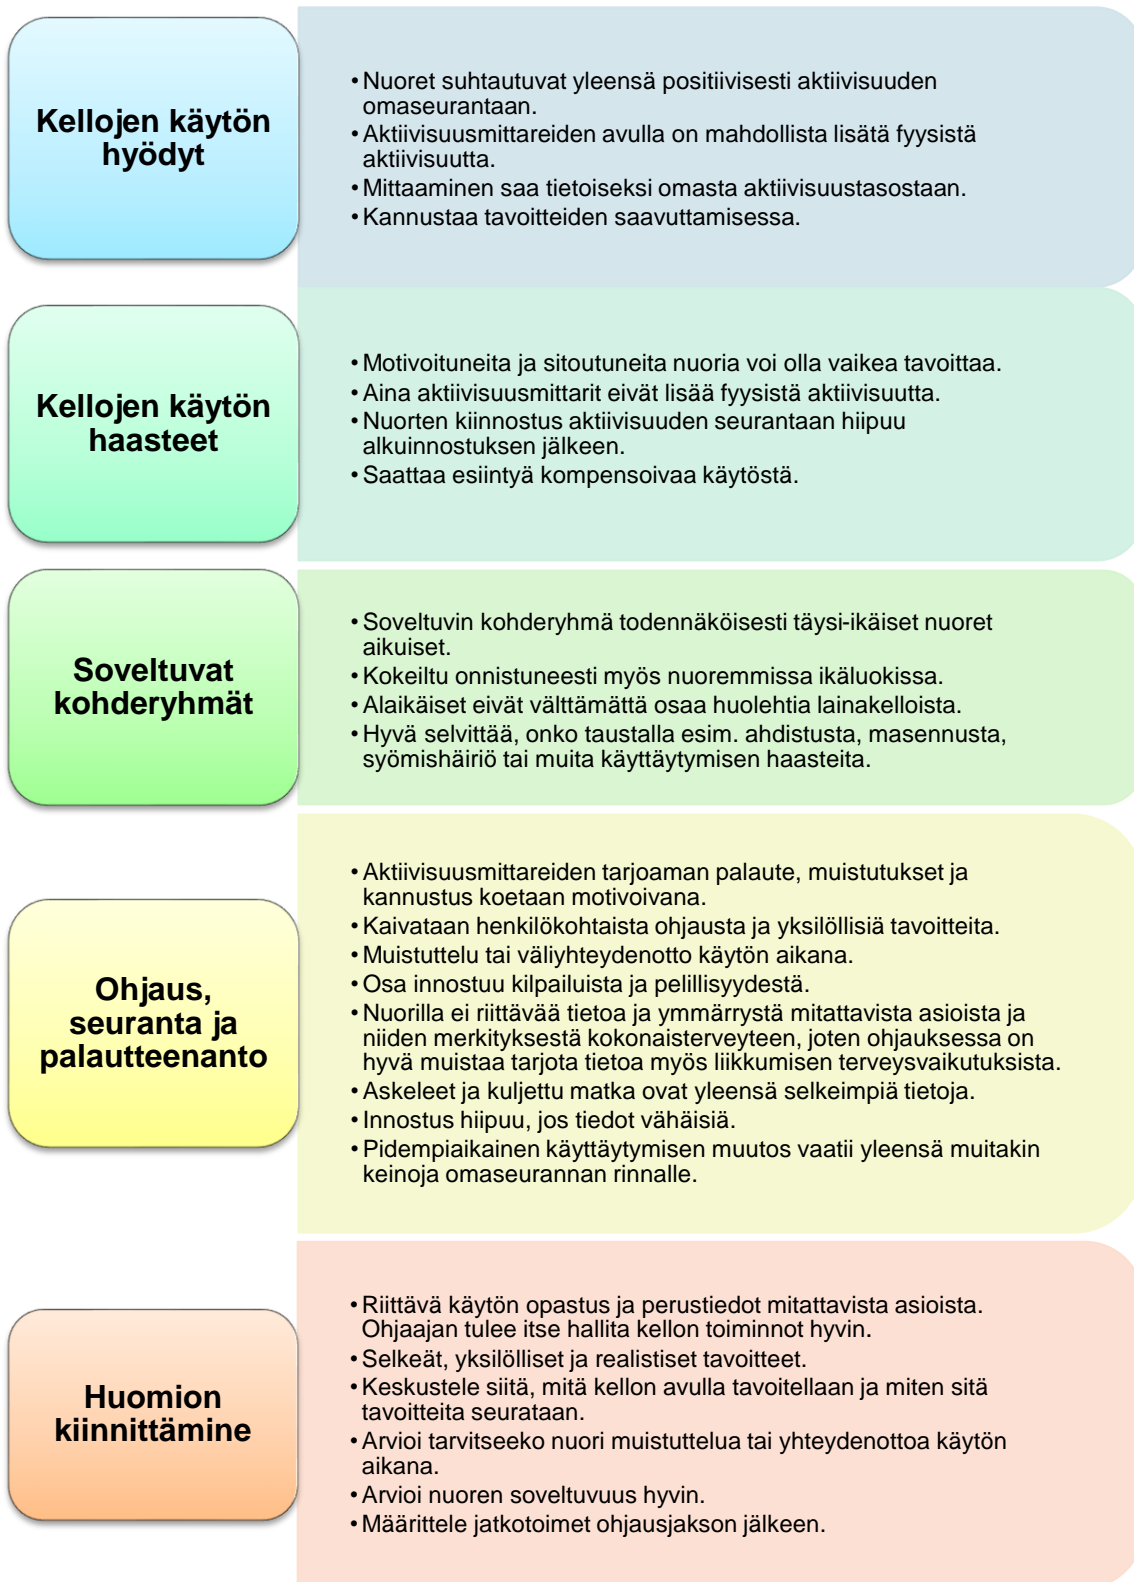 Kellojen käytön
hyödyt
• Nuoret suhtautuvat yleensä positiivisesti aktiivisuuden
omaseurantaan.
• Aktiivisuusmittareiden avulla on mahdollista lisätä fyysistä
aktiivisuutta.
• Mittaaminen saa tietoiseksi omasta aktiivisuustasostaan.
• Kannustaa tavoitteiden saavuttamisessa.
Kellojen käytön
haasteet
• Motivoituneita ja sitoutuneita nuoria voi olla vaikea tavoittaa.
• Aina aktiivisuusmittarit eivät lisää fyysistä aktiivisuutta.
• Nuorten kiinnostus aktiivisuuden seurantaan hiipuu
alkuinnostuksen jälkeen.
• Saattaa esiintyä kompensoivaa käytöstä.
Soveltuvat
kohderyhmät
• Soveltuvin kohderyhmä todennäköisesti täysi-ikäiset nuoret
aikuiset.
• Kokeiltu onnistuneesti myös nuoremmissa ikäluokissa.
• Alaikäiset eivät välttämättä osaa huolehtia lainakelloista.
• Hyvä selvittää, onko taustalla esim. ahdistusta, masennusta,
syömishäiriö tai muita käyttäytymisen haasteita.
Ohjaus,
seuranta ja
palautteenanto
• Aktiivisuusmittareiden tarjoaman palaute, muistutukset ja
kannustus koetaan motivoivana.
• Kaivataan henkilökohtaista ohjausta ja yksilöllisiä tavoitteita.
• Muistuttelu tai väliyhteydenotto käytön aikana.
• Osa innostuu kilpailuista ja pelillisyydestä.
• Nuorilla ei riittävää tietoa ja ymmärrystä mitattavista asioista ja
niiden merkityksestä kokonaisterveyteen, joten ohjauksessa on
hyvä muistaa tarjota tietoa myös liikkumisen terveysvaikutuksista.
• Askeleet ja kuljettu matka ovat yleensä selkeimpiä tietoja.
• Innostus hiipuu, jos tiedot vähäisiä.
• Pidempiaikainen käyttäytymisen muutos vaatii yleensä muitakin
keinoja omaseurannan rinnalle.
Huomion
kiinnittämine
• Riittävä käytön opastus ja perustiedot mitattavista asioista.
Ohjaajan tulee itse hallita kellon toiminnot hyvin.
• Selkeät, yksilölliset ja realistiset tavoitteet.
• Keskustele siitä, mitä kellon avulla tavoitellaan ja miten sitä
tavoitteita seurataan.
• Arvioi tarvitseeko nuori muistuttelua tai yhteydenottoa käytön
aikana.
• Arvioi nuoren soveltuvuus hyvin.
• Määrittele jatkotoimet ohjausjakson jälkeen.